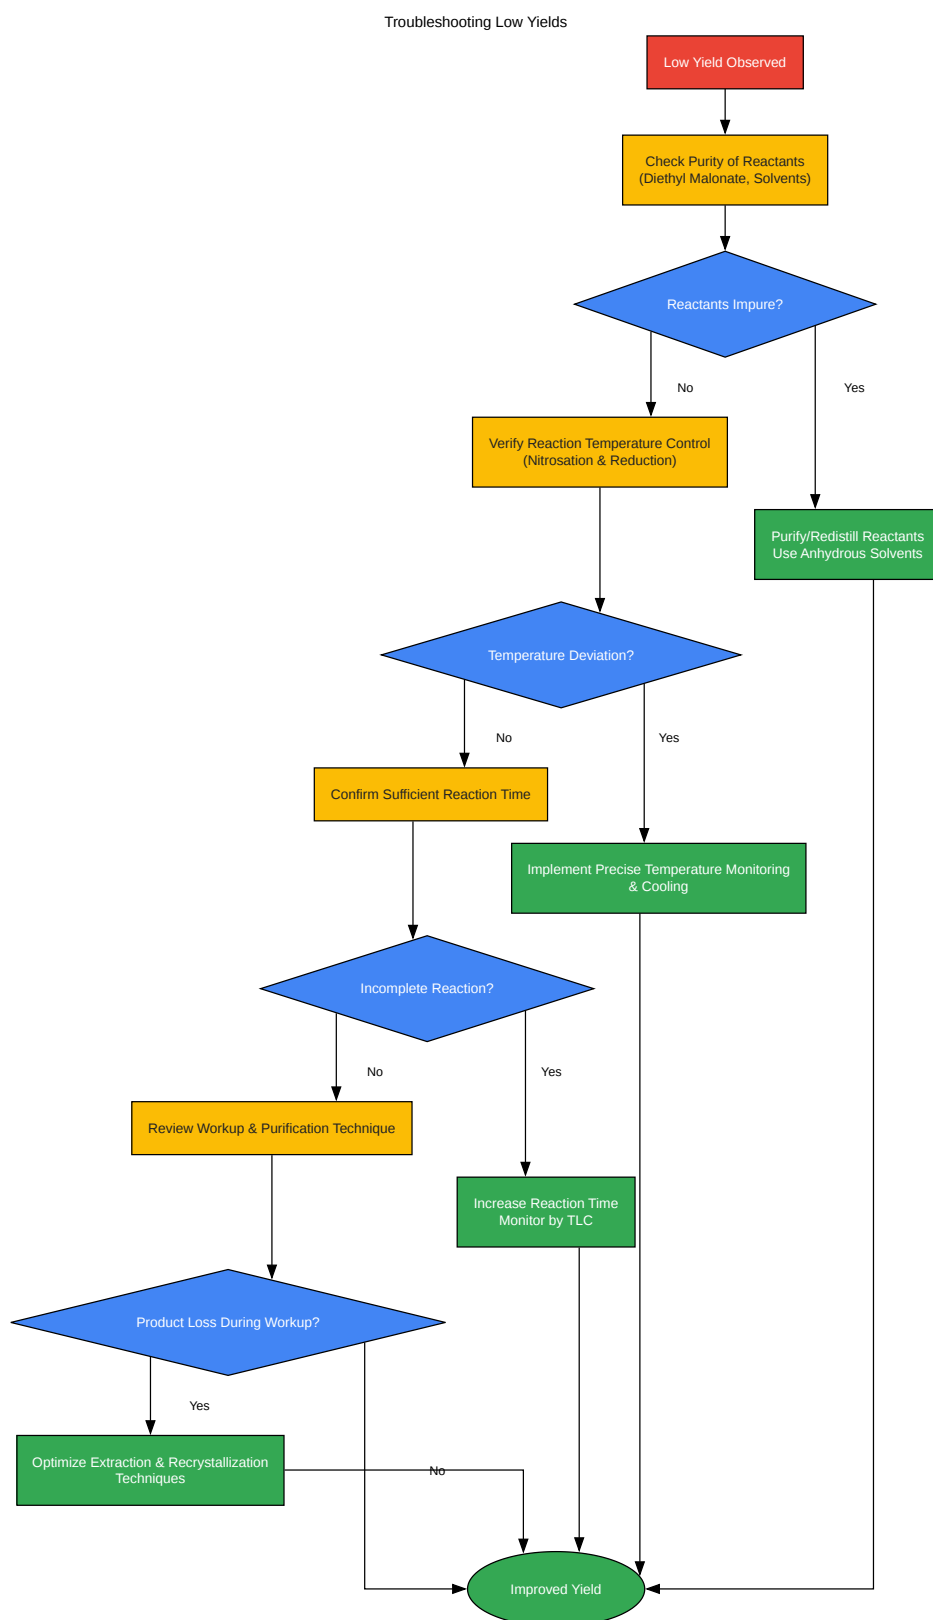 Troubleshooting Low Yields
Low Yield Observed
Check Purity of Reactants
(Diethyl Malonate, Solvents)
Reactants Impure?
No
Yes
Verify Reaction Temperature Control
(Nitrosation & Reduction)
Purify/Redistill Reactants
Use Anhydrous Solvents
Temperature Deviation?
No
Yes
Confirm Sufficient Reaction Time
Implement Precise Temperature Monitoring
& Cooling
Incomplete Reaction?
No
Yes
Review Workup & Purification Technique
Increase Reaction Time
Monitor by TLC
Product Loss During Workup?
Yes
Optimize Extraction & Recrystallization
Techniques
No
Improved Yield